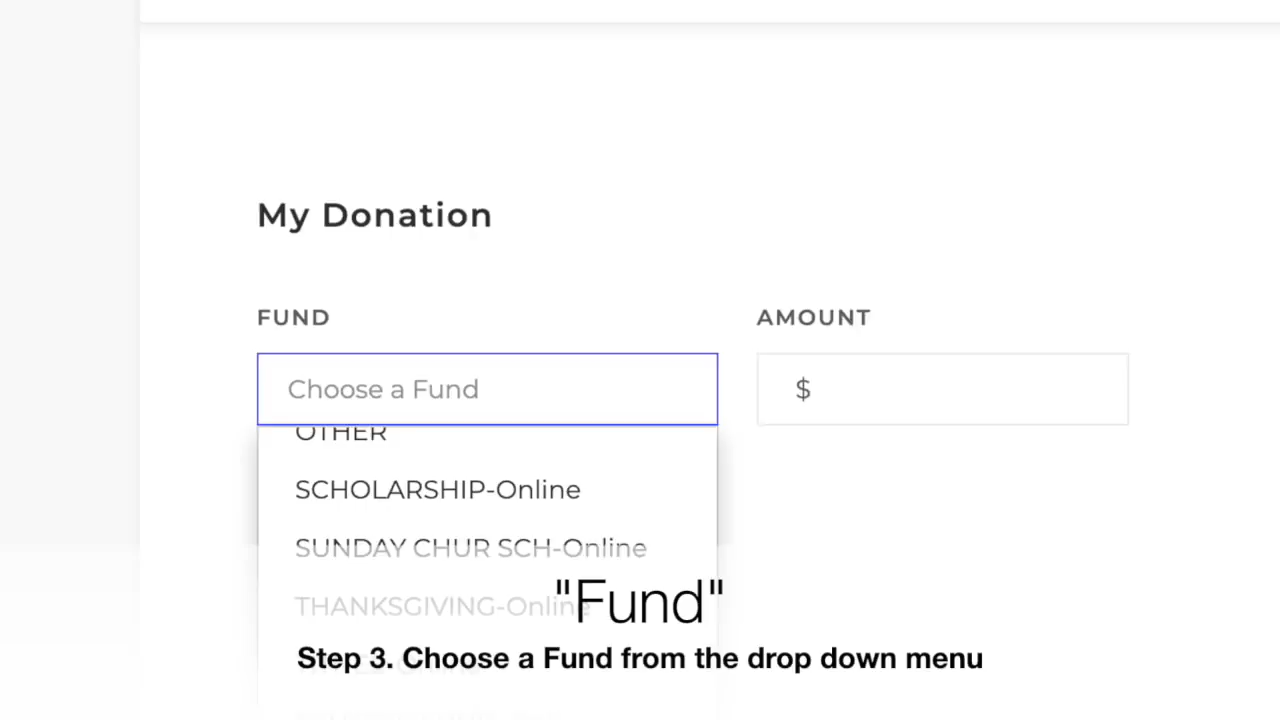 My Donation
FUND
AMOUNT
Choose a Fund
$
OTHER
SCHOLARSHIP-Online
SUNDAY CHUR SCH-Online
THANKSGIVING-Online
"Fund"
Step 3. Choose a Fund from the drop down menu